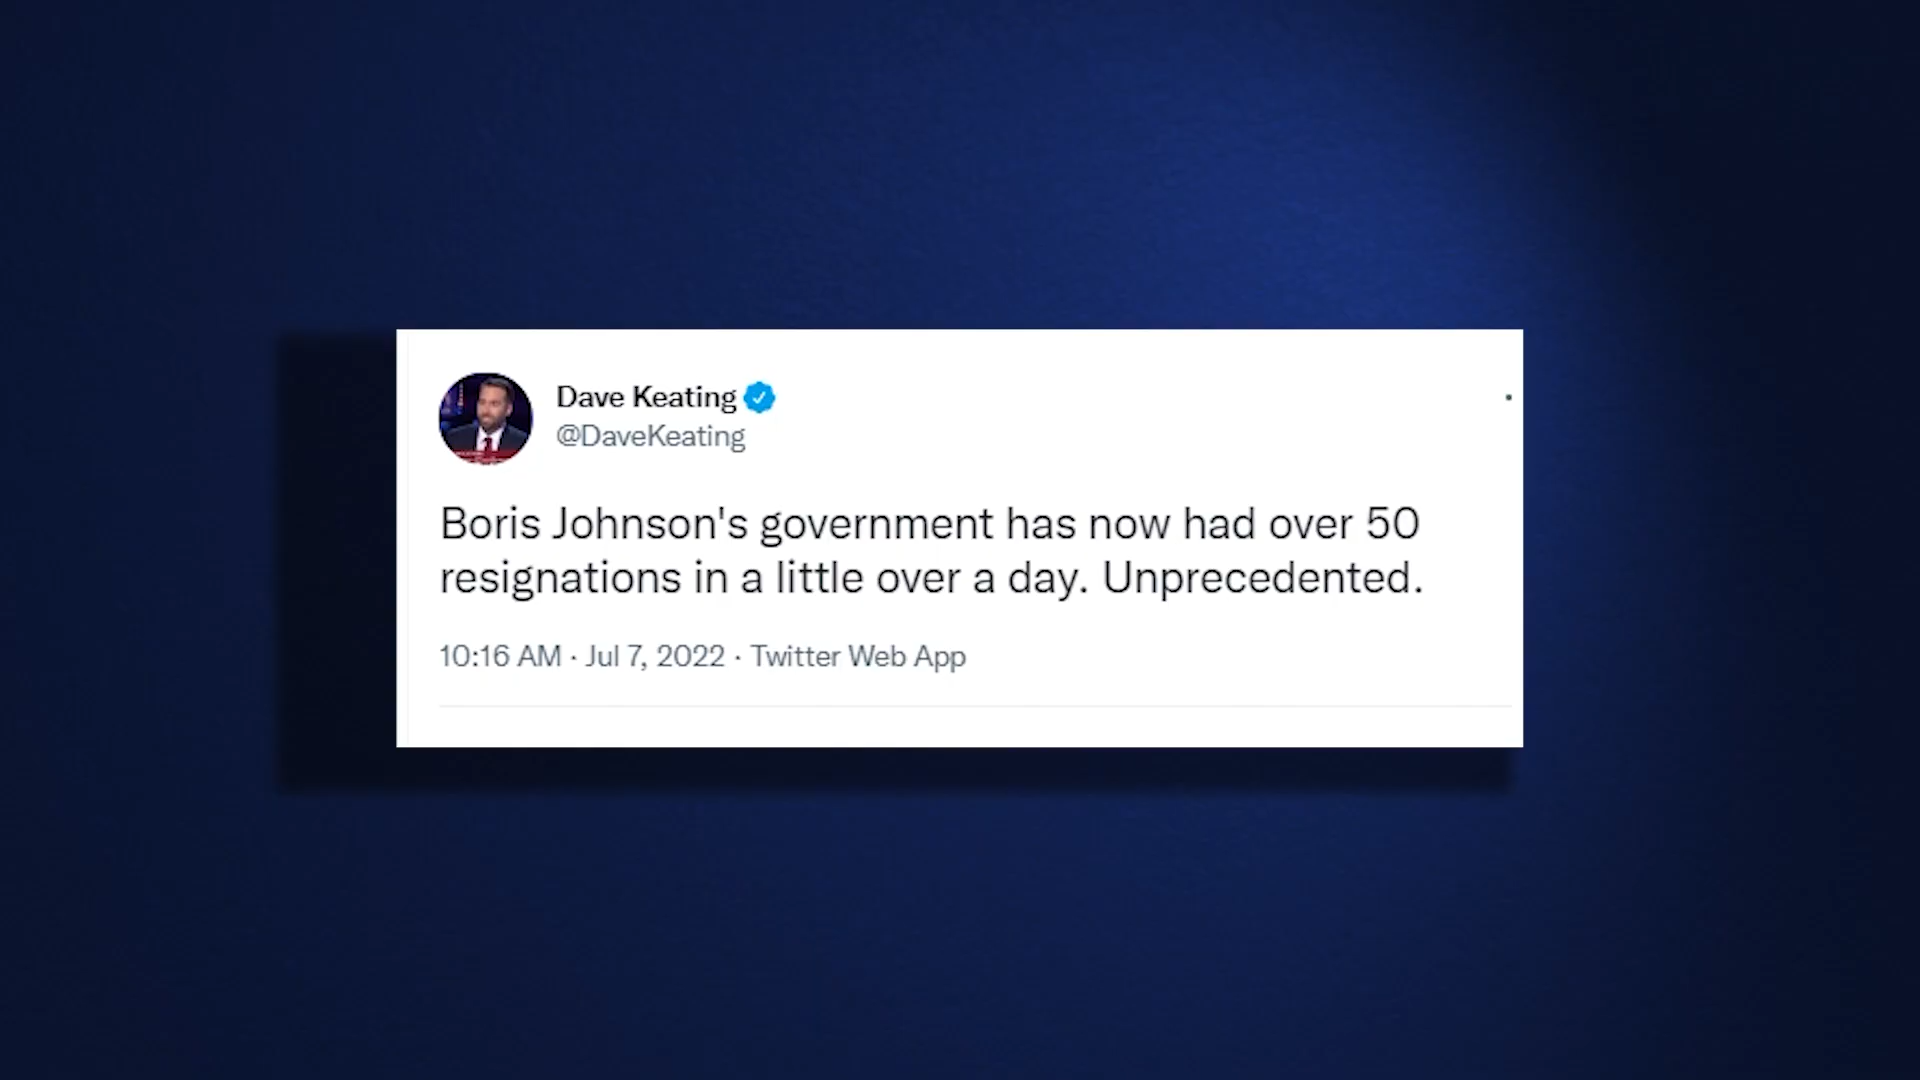 Dave Keating
@DaveKeating
Boris Johnson's government has now had over 50
resignations in a little over a day. Unprecedented.
10:16 AM · Jul 7, 2022 · Twitter Web App